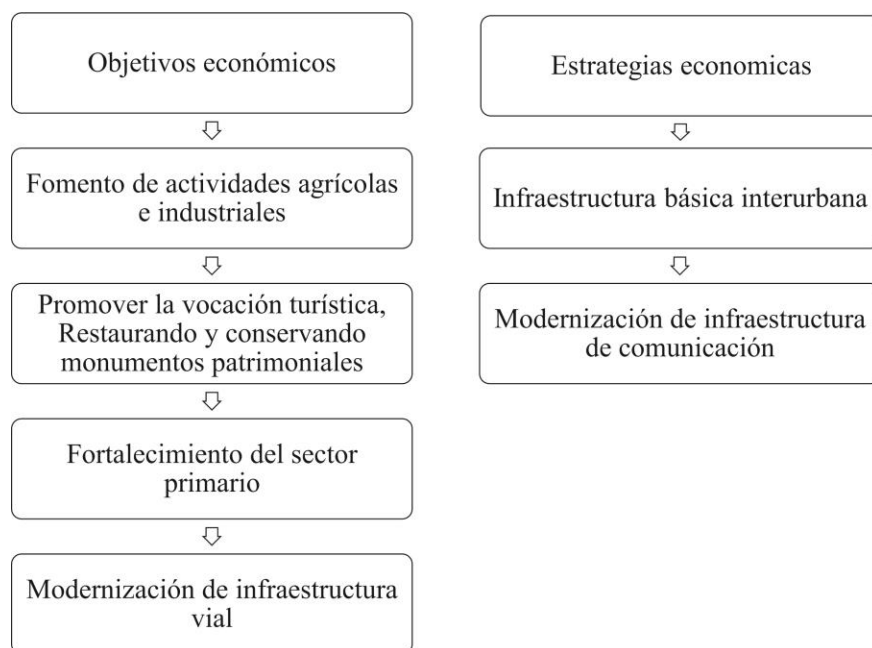 Objetivos económicos
Fomento de actividades agrícolas
e industriales
Promover la vocación turística,
Restaurando y conservando
monumentos patrimoniales
Fortalecimiento del sector
primario
Modernización de infraestructura
vial
Estrategias economicas
Infraestructura básica interurbana
Modernización de infraestructura
de comunicación